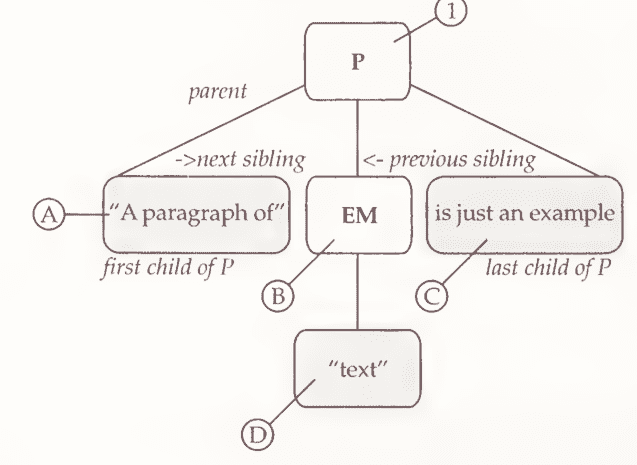 1
P
parent
->next sibling
<- previous sibling
A
"A paragraph of"
EM
is just an example
first child of P
B
C
last child of P
"text"
D